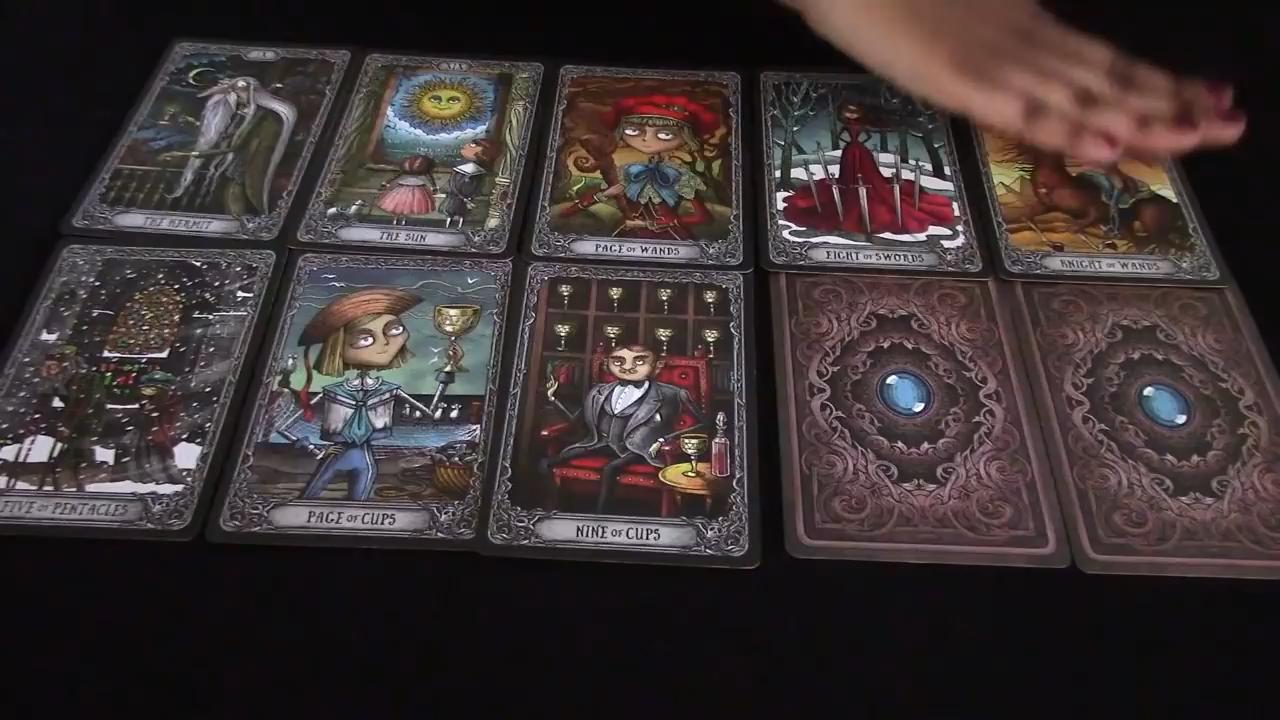 X
THE HERMIT
XIX
THE SUN
PAGE OF WANDS
EIGHT OF SWORDS
KNIGHT OF WANDS
FIVE OF PENTACLES
PAGE OF CUPS
NINE OF CUPS